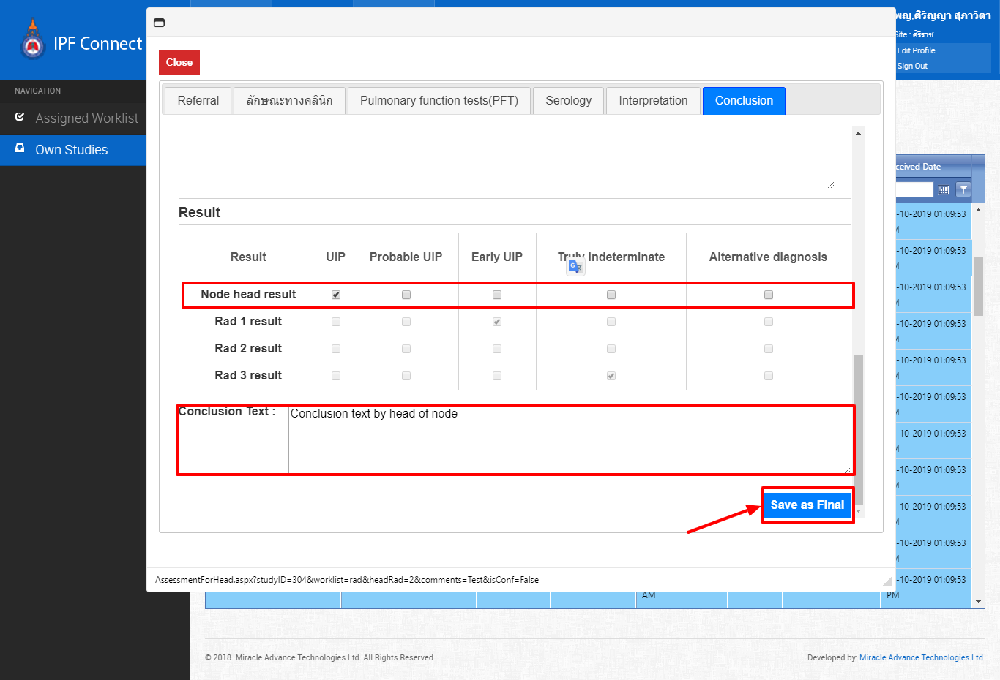 IPF Connect
NAVIGATION
Assigned Worklist
Own Studies
พญ.ศิริญญา สุภาวิตา
Site : ศิริราช
Edit Profile
Sign Out
Close
Referral
ลักษณะทางคลินิก
Pulmonary function tests(PFT)
Serology
Interpretation
Conclusion
Result
Result UIP Probable UIP Early UIP Truly indeterminate Alternative diagnosis
Node head result
Rad 1 result
Rad 2 result
Rad 3 result
Conclusion Text :
Conclusion text by head of node
Save as Final
AssessmentForHead.aspx?studyID=304&worklist=rad&headRad=2&comments=Test&isConf=False
ceived Date
-10-2019 01:09:53
-10-2019 01:09:53
-10-2019 01:09:53
-10-2019 01:09:53
-10-2019 01:09:53
-10-2019 01:09:53
-10-2019 01:09:53
-10-2019 01:09:53
-10-2019 01:09:53
-10-2019 01:09:53
-10-2019 01:09:53
AM
PM
© 2018. Miracle Advance Technologies Ltd. All Rights Reserved.
Developed by: Miracle Advance Technologies Ltd.